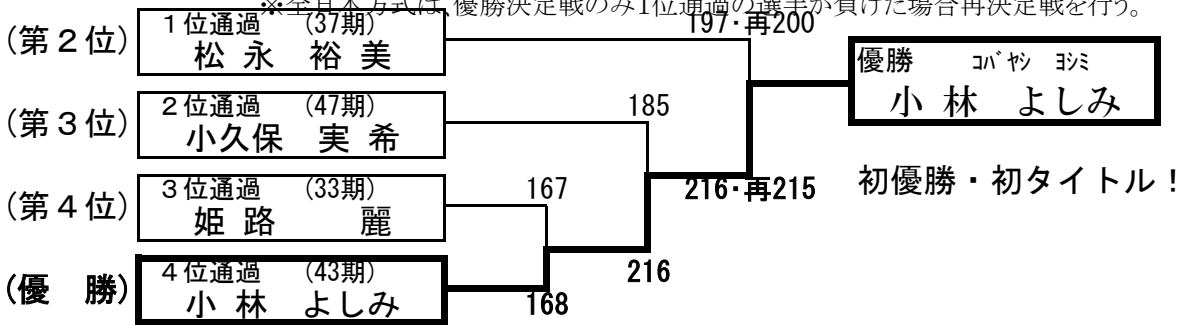 ※全日本方式は、優勝決定戦のみ1位通過の選手が負けた場合再決定戦を行う。
197・再200
(第2位) 1位通過 (37期)
松永 裕美
優勝 コバヤシ ヨシミ
小林 よしみ
(第3位) 2位通過 (47期)
小久保 実希
185
初優勝・初タイトル!
216・再215
(第4位) 3位通過 (33期)
姫路 麗
167
216
(優 勝) 4位通過 (43期)
小林 よしみ
168